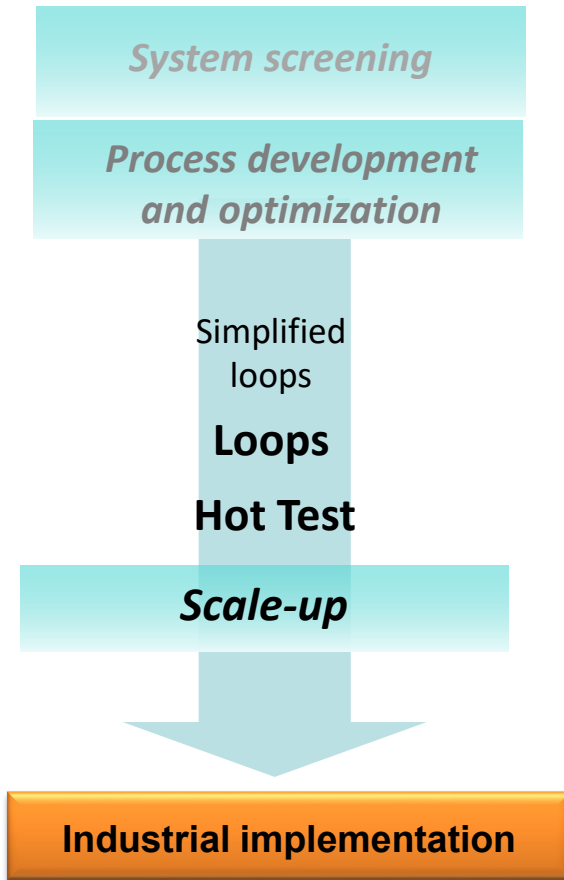 System screening
Process development
and optimization
Simplified
loops
Loops
Hot Test
Scale-up
Industrial implementation